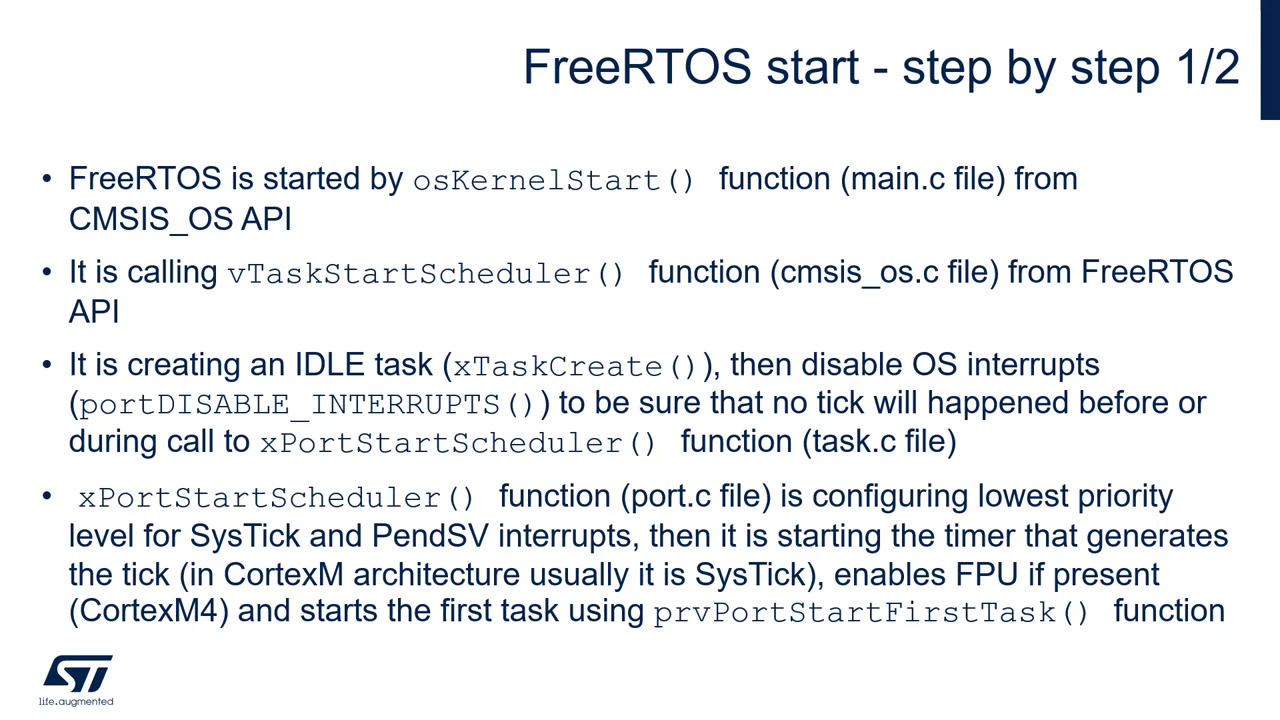 FreeRTOS start - step by step 1/2
• FreeRTOS is started by osKernelStart() function (main.c file) from
CMSIS_OS API
• It is calling vTaskStartScheduler() function (cmsis_os.c file) from FreeRTOS
API
• It is creating an IDLE task (xTaskCreate()), then disable OS interrupts
(portDISABLE_INTERRUPTS()) to be sure that no tick will happened before or
during call to xPortStartScheduler() function (task.c file)
• xPortStartScheduler() function (port.c file) is configuring lowest priority
level for SysTick and PendSV interrupts, then it is starting the timer that generates
the tick (in CortexM architecture usually it is SysTick), enables FPU if present
(CortexM4) and starts the first task using prvPortStartFirstTask() function
ST
life.augmented